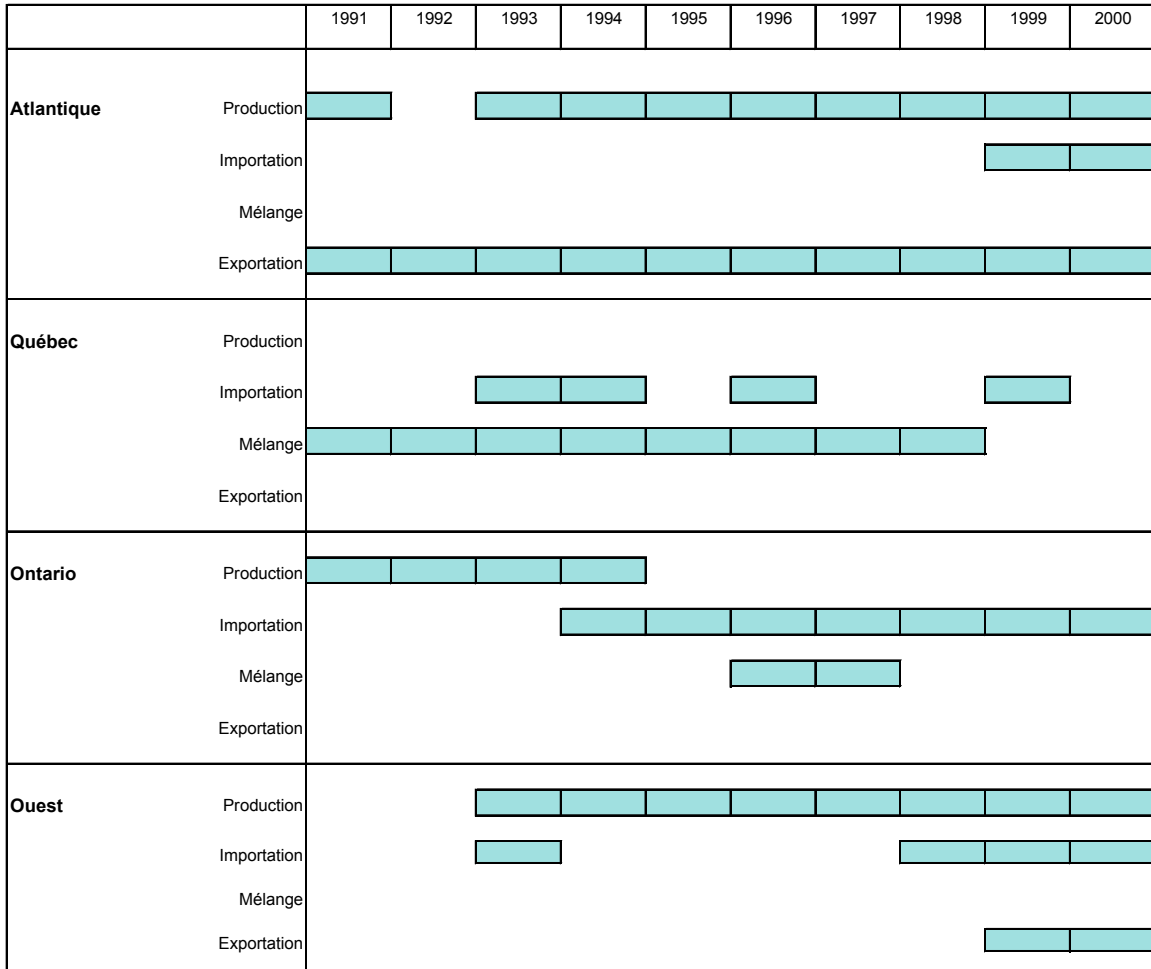 1991 1992 1993 1994 1995 1996 1997 1998 1999 2000
Atlantique Production
Importation
Mélange
Exportation
Québec Production
Importation
Mélange
Exportation
Ontario Production
Importation
Mélange
Exportation
Ouest Production
Importation
Mélange
Exportation